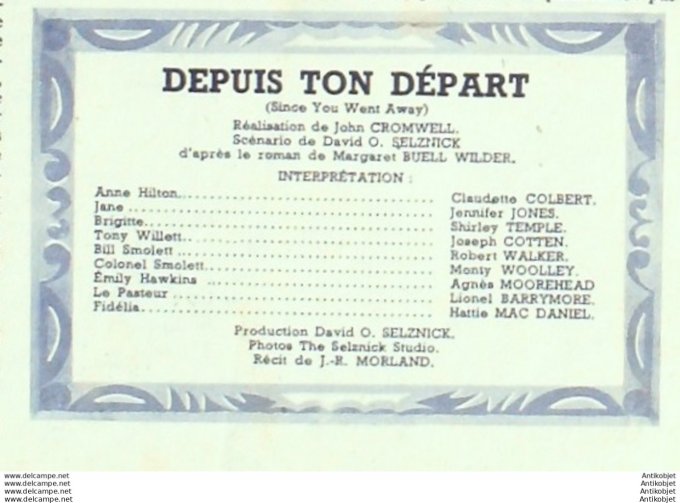 DEPUIS TON DÉPART
(Since You Went Away)
Réalisation de John CROMWELL.
Scénario de David O. SELZNICK
d'après le roman de Margaret BUELL WILDER.
INTERPRÉTATION :
Anne Hilton.......... Claudette COLBERT.
Jane .......... Jennifer JONES.
Brigitte.......... Shirley TEMPLE.
Tony Willett.......... Joseph COTTEN.
Bill Smolett .......... Robert WALKER.
Colonel Smolett.......... Monty WOOLLEY.
Émily Hawkins .......... Agnès MOOREHEAD
Le Pasteur .......... Lionel BARRYMORE.
Fidélia.......... Hattie MAC DANIEL.
Production David O. SELZNICK.
Photos The Selznick Studio.
Récit de J.-R. MORLAND.
www.delcampe.net Antikobjet
www.delcampe.net Antikobjet
www.delcampe.net Antikobjet
www.delcampe.net Antikobjet